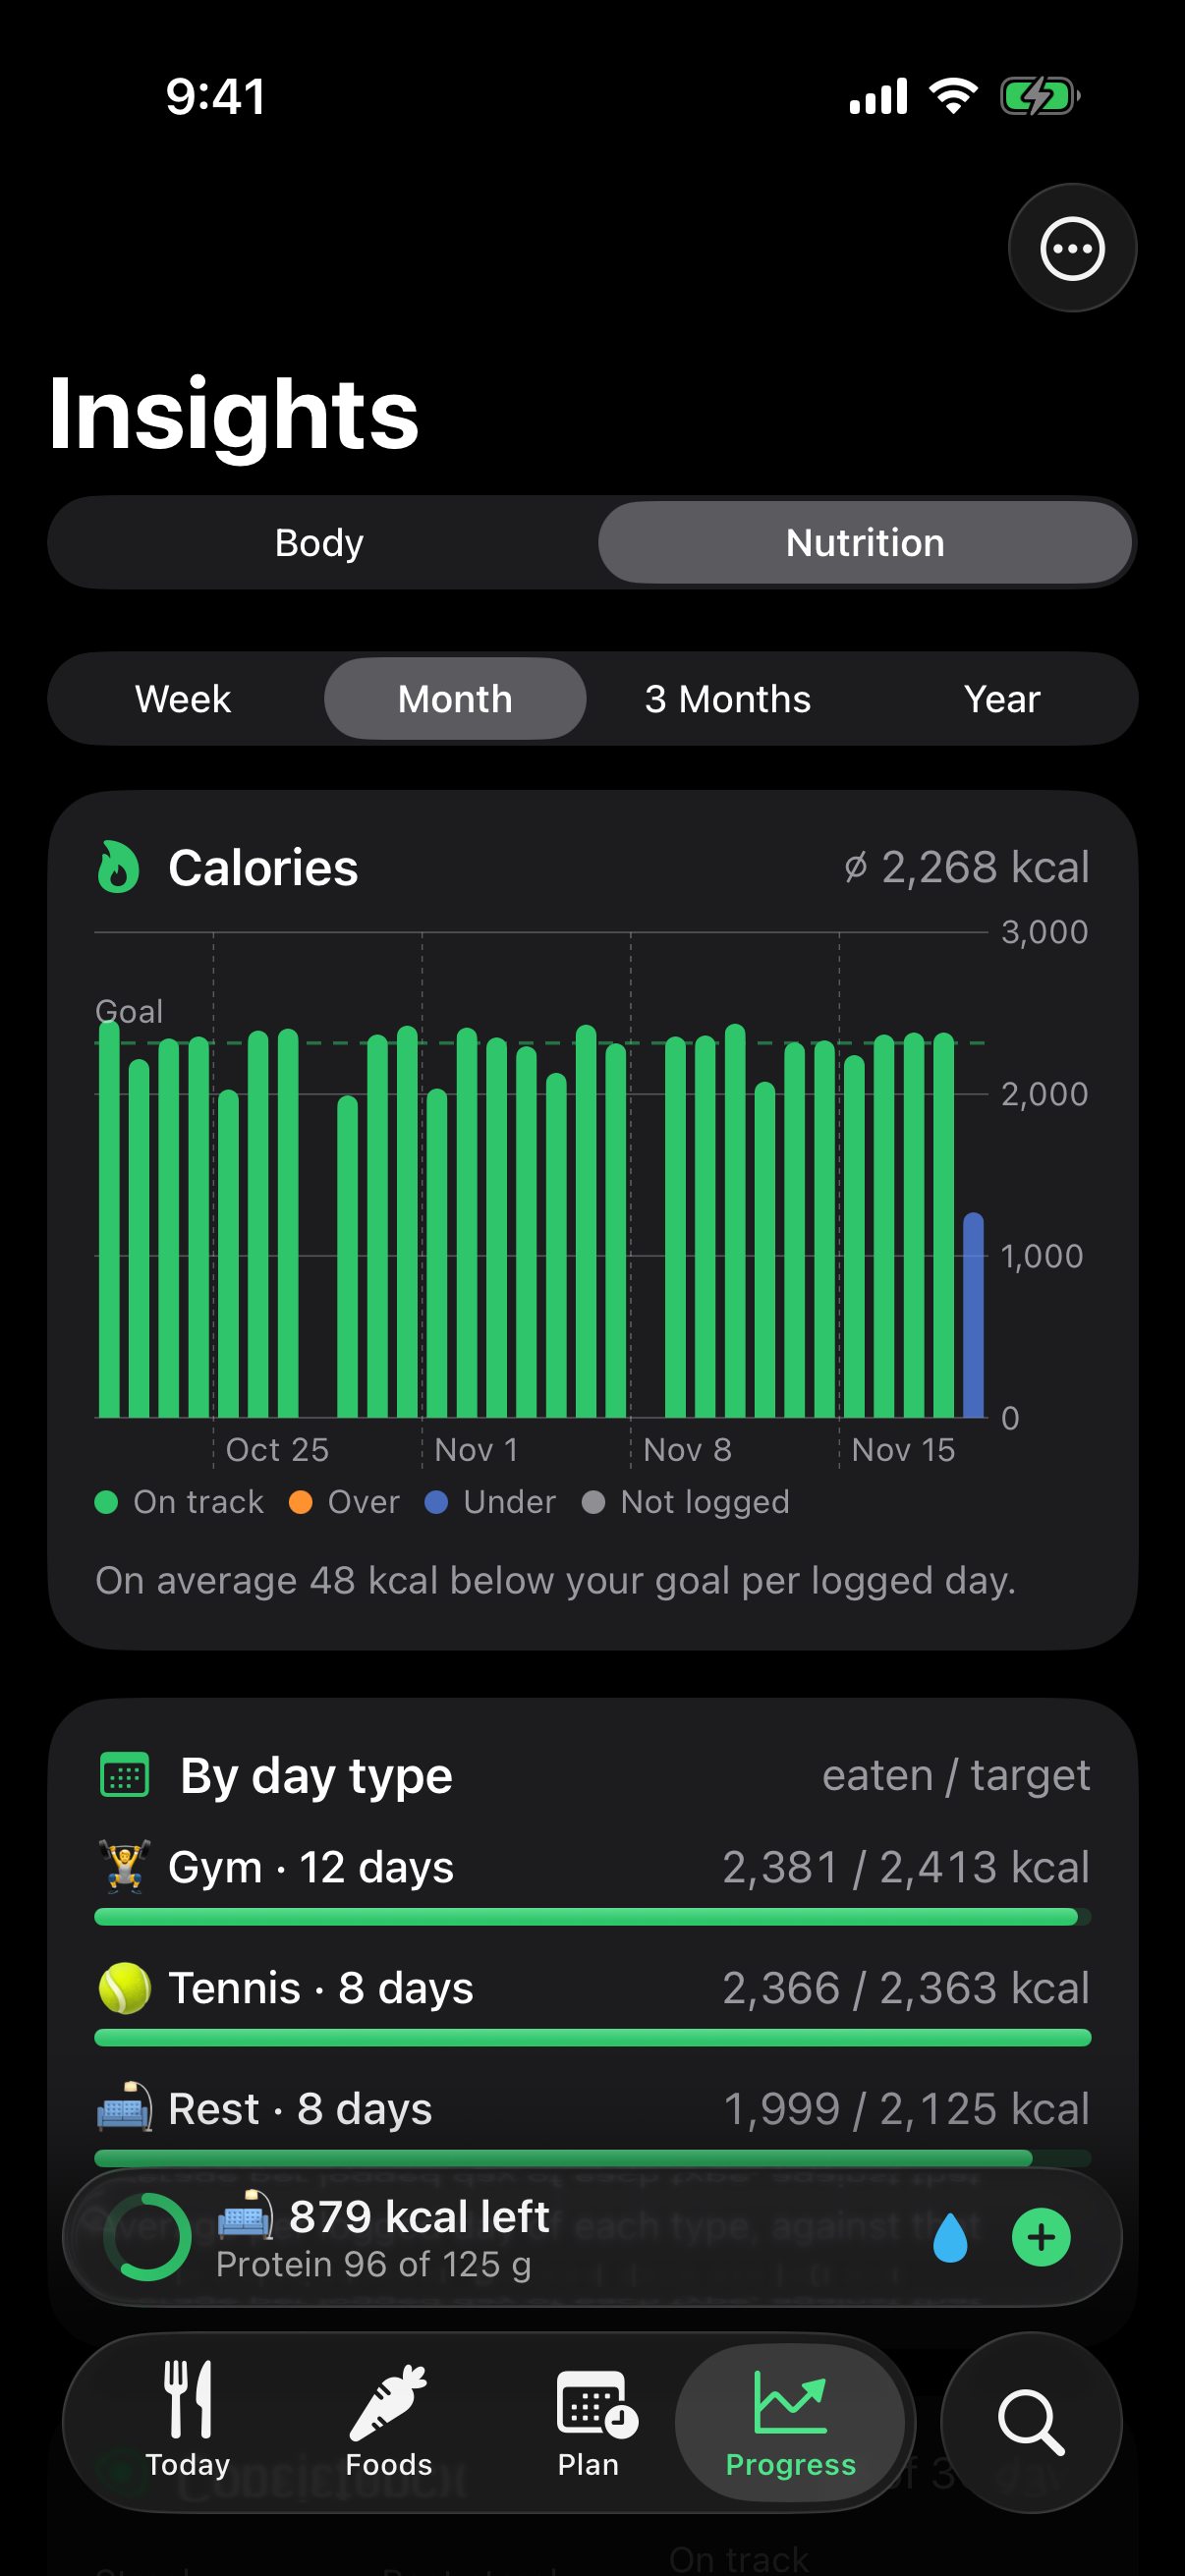 9:41
Insights
Body Nutrition
Week Month 3 Months Year
Calories ⌀ 2,268 kcal
3,000
Goal
2,000
1,000
0
Oct 25 Nov 1 Nov 8 Nov 15
On track Over Under Not logged
On average 48 kcal below your goal per logged day.
By day type eaten / target
Gym · 12 days 2,381 / 2,413 kcal
Tennis · 8 days 2,366 / 2,363 kcal
Rest · 8 days 1,999 / 2,125 kcal
879 kcal left
Protein 96 of 125 g
Today Foods Plan Progress
On track